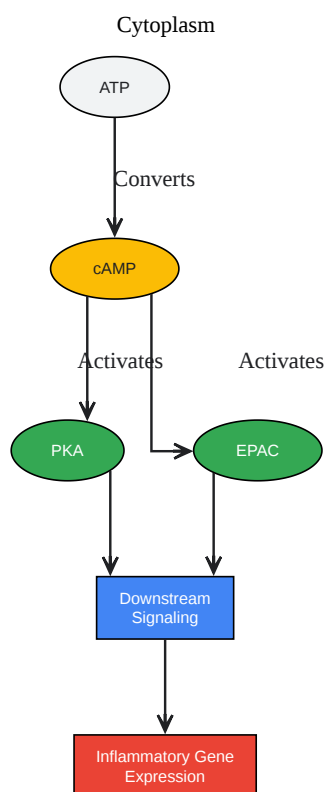 Cytoplasm
ATP
Converts
cAMP
Activates
Activates
PKA
EPAC
Downstream
Signaling
Inflammatory Gene
Expression